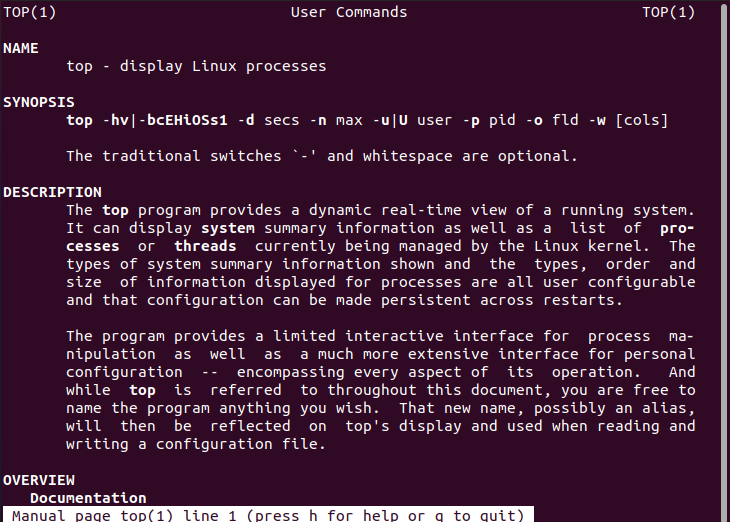 TOP(1) User Commands TOP(1)
NAME
top - display Linux processes
SYNOPSIS
top -hv|-bcEHiOSs1 -d secs -n max -u|U user -p pid -o fld -w [cols]
The traditional switches `-' and whitespace are optional.
DESCRIPTION
The top program provides a dynamic real-time view of a running system.
It can display system summary information as well as a list of pro-
cesses or threads currently being managed by the Linux kernel. The
types of system summary information shown and the types, order and
size of information displayed for processes are all user configurable
and that configuration can be made persistent across restarts.
The program provides a limited interactive interface for process ma-
nipulation as well as a much more extensive interface for personal
configuration -- encompassing every aspect of its operation. And
while top is referred to throughout this document, you are free to
name the program anything you wish. That new name, possibly an alias,
will then be reflected on top's display and used when reading and
writing a configuration file.
OVERVIEW
Documentation
Manual page top(1) line 1 (press h for help or q to quit)